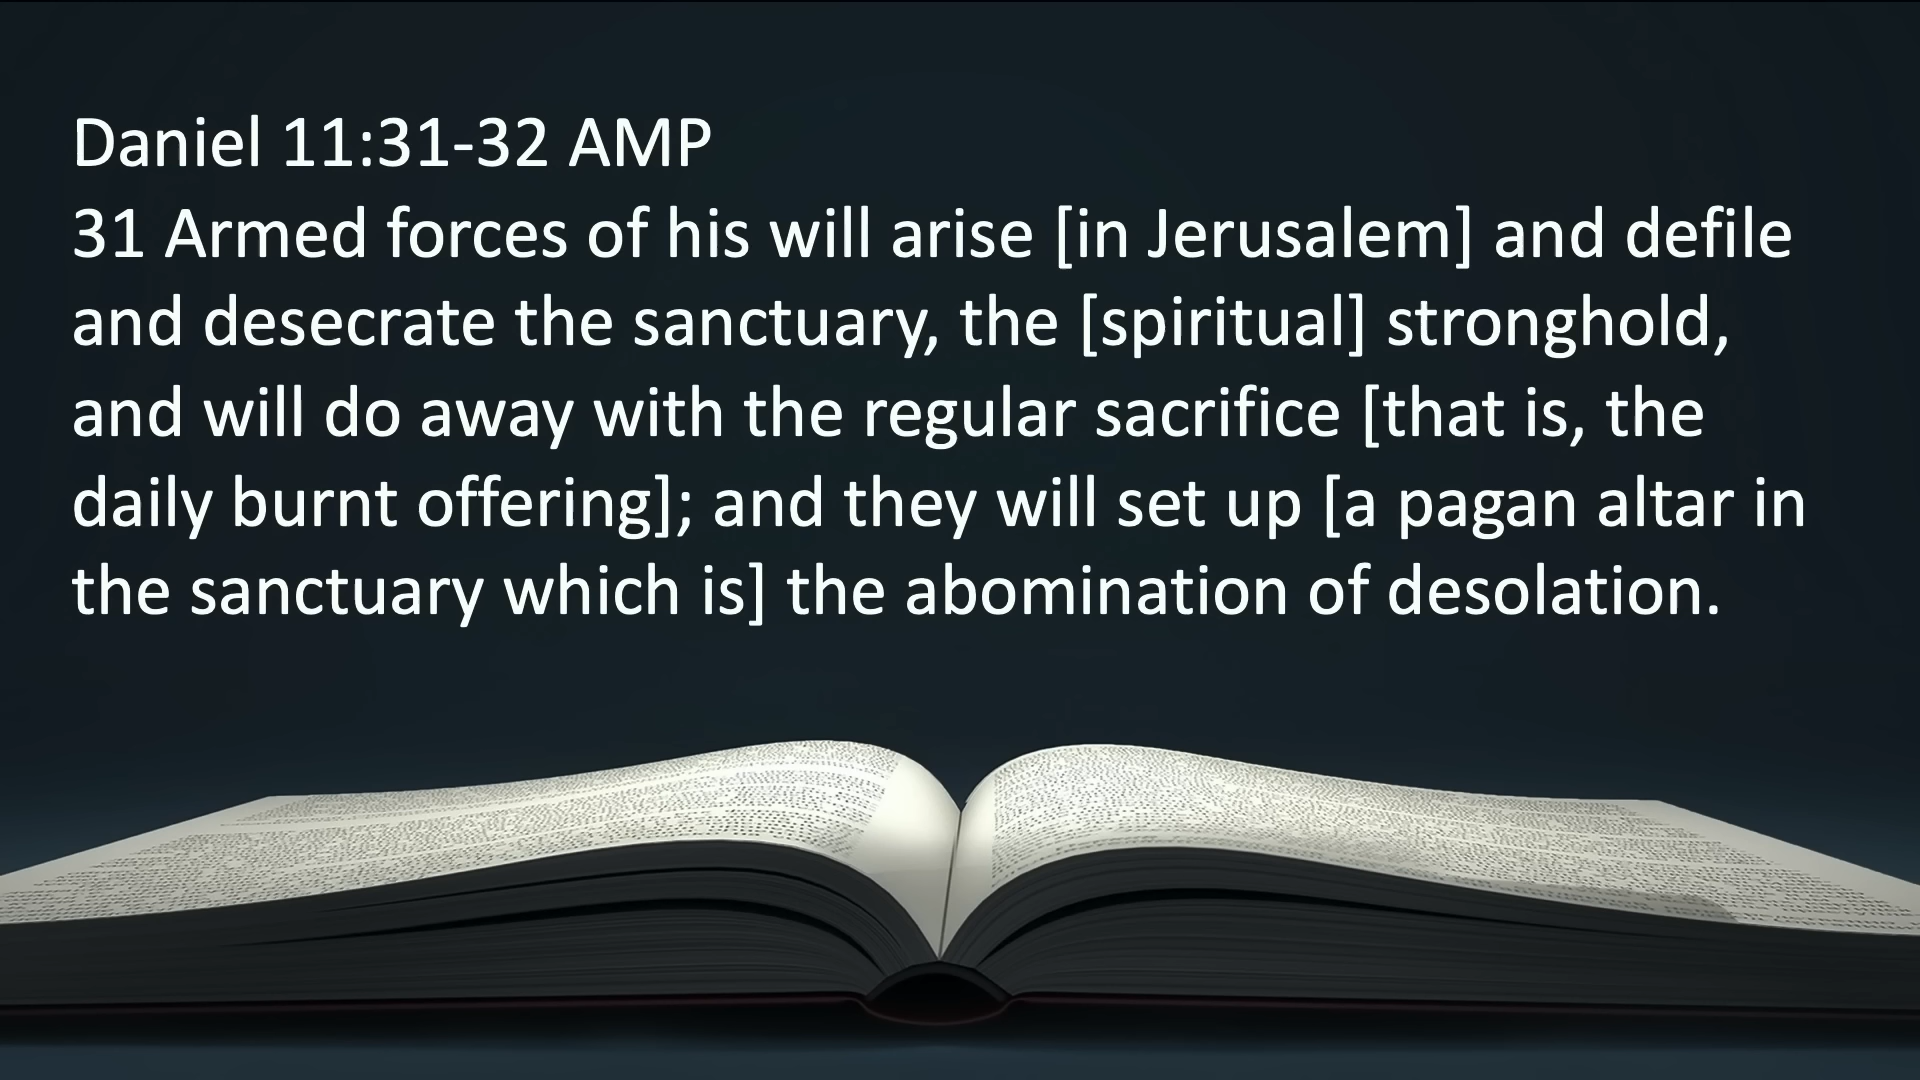 Daniel 11:31-32 AMP
31 Armed forces of his will arise [in Jerusalem] and defile
and desecrate the sanctuary, the [spiritual] stronghold,
and will do away with the regular sacrifice [that is, the
daily burnt offering]; and they will set up [a pagan altar in
the sanctuary which is] the abomination of desolation.